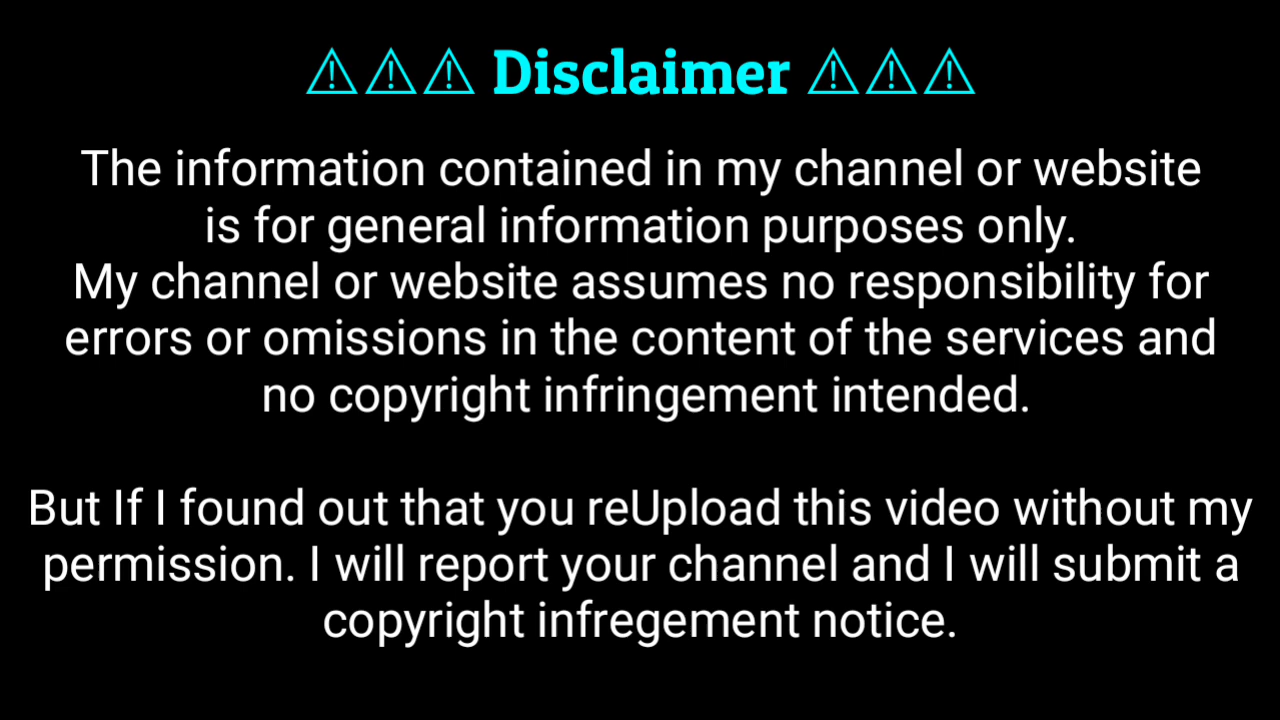 ⚠⚠⚠ Disclaimer ⚠⚠⚠
The information contained in my channel or website
is for general information purposes only.
My channel or website assumes no responsibility for
errors or omissions in the content of the services and
no copyright infringement intended.
But If I found out that you reUpload this video without my
permission. I will report your channel and I will submit a
copyright infregement notice.